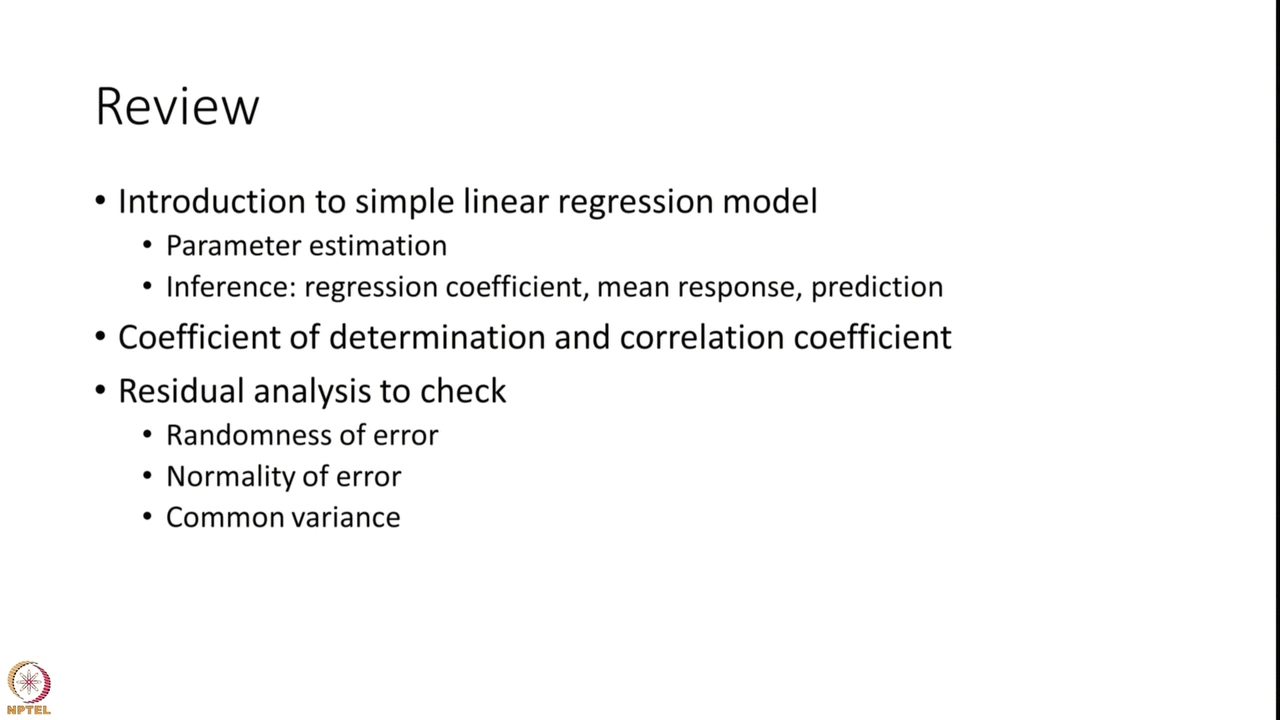 Review
• Introduction to simple linear regression model
• Parameter estimation
• Inference: regression coefficient, mean response, prediction
• Coefficient of determination and correlation coefficient
• Residual analysis to check
• Randomness of error
• Normality of error
• Common variance
NPTEL